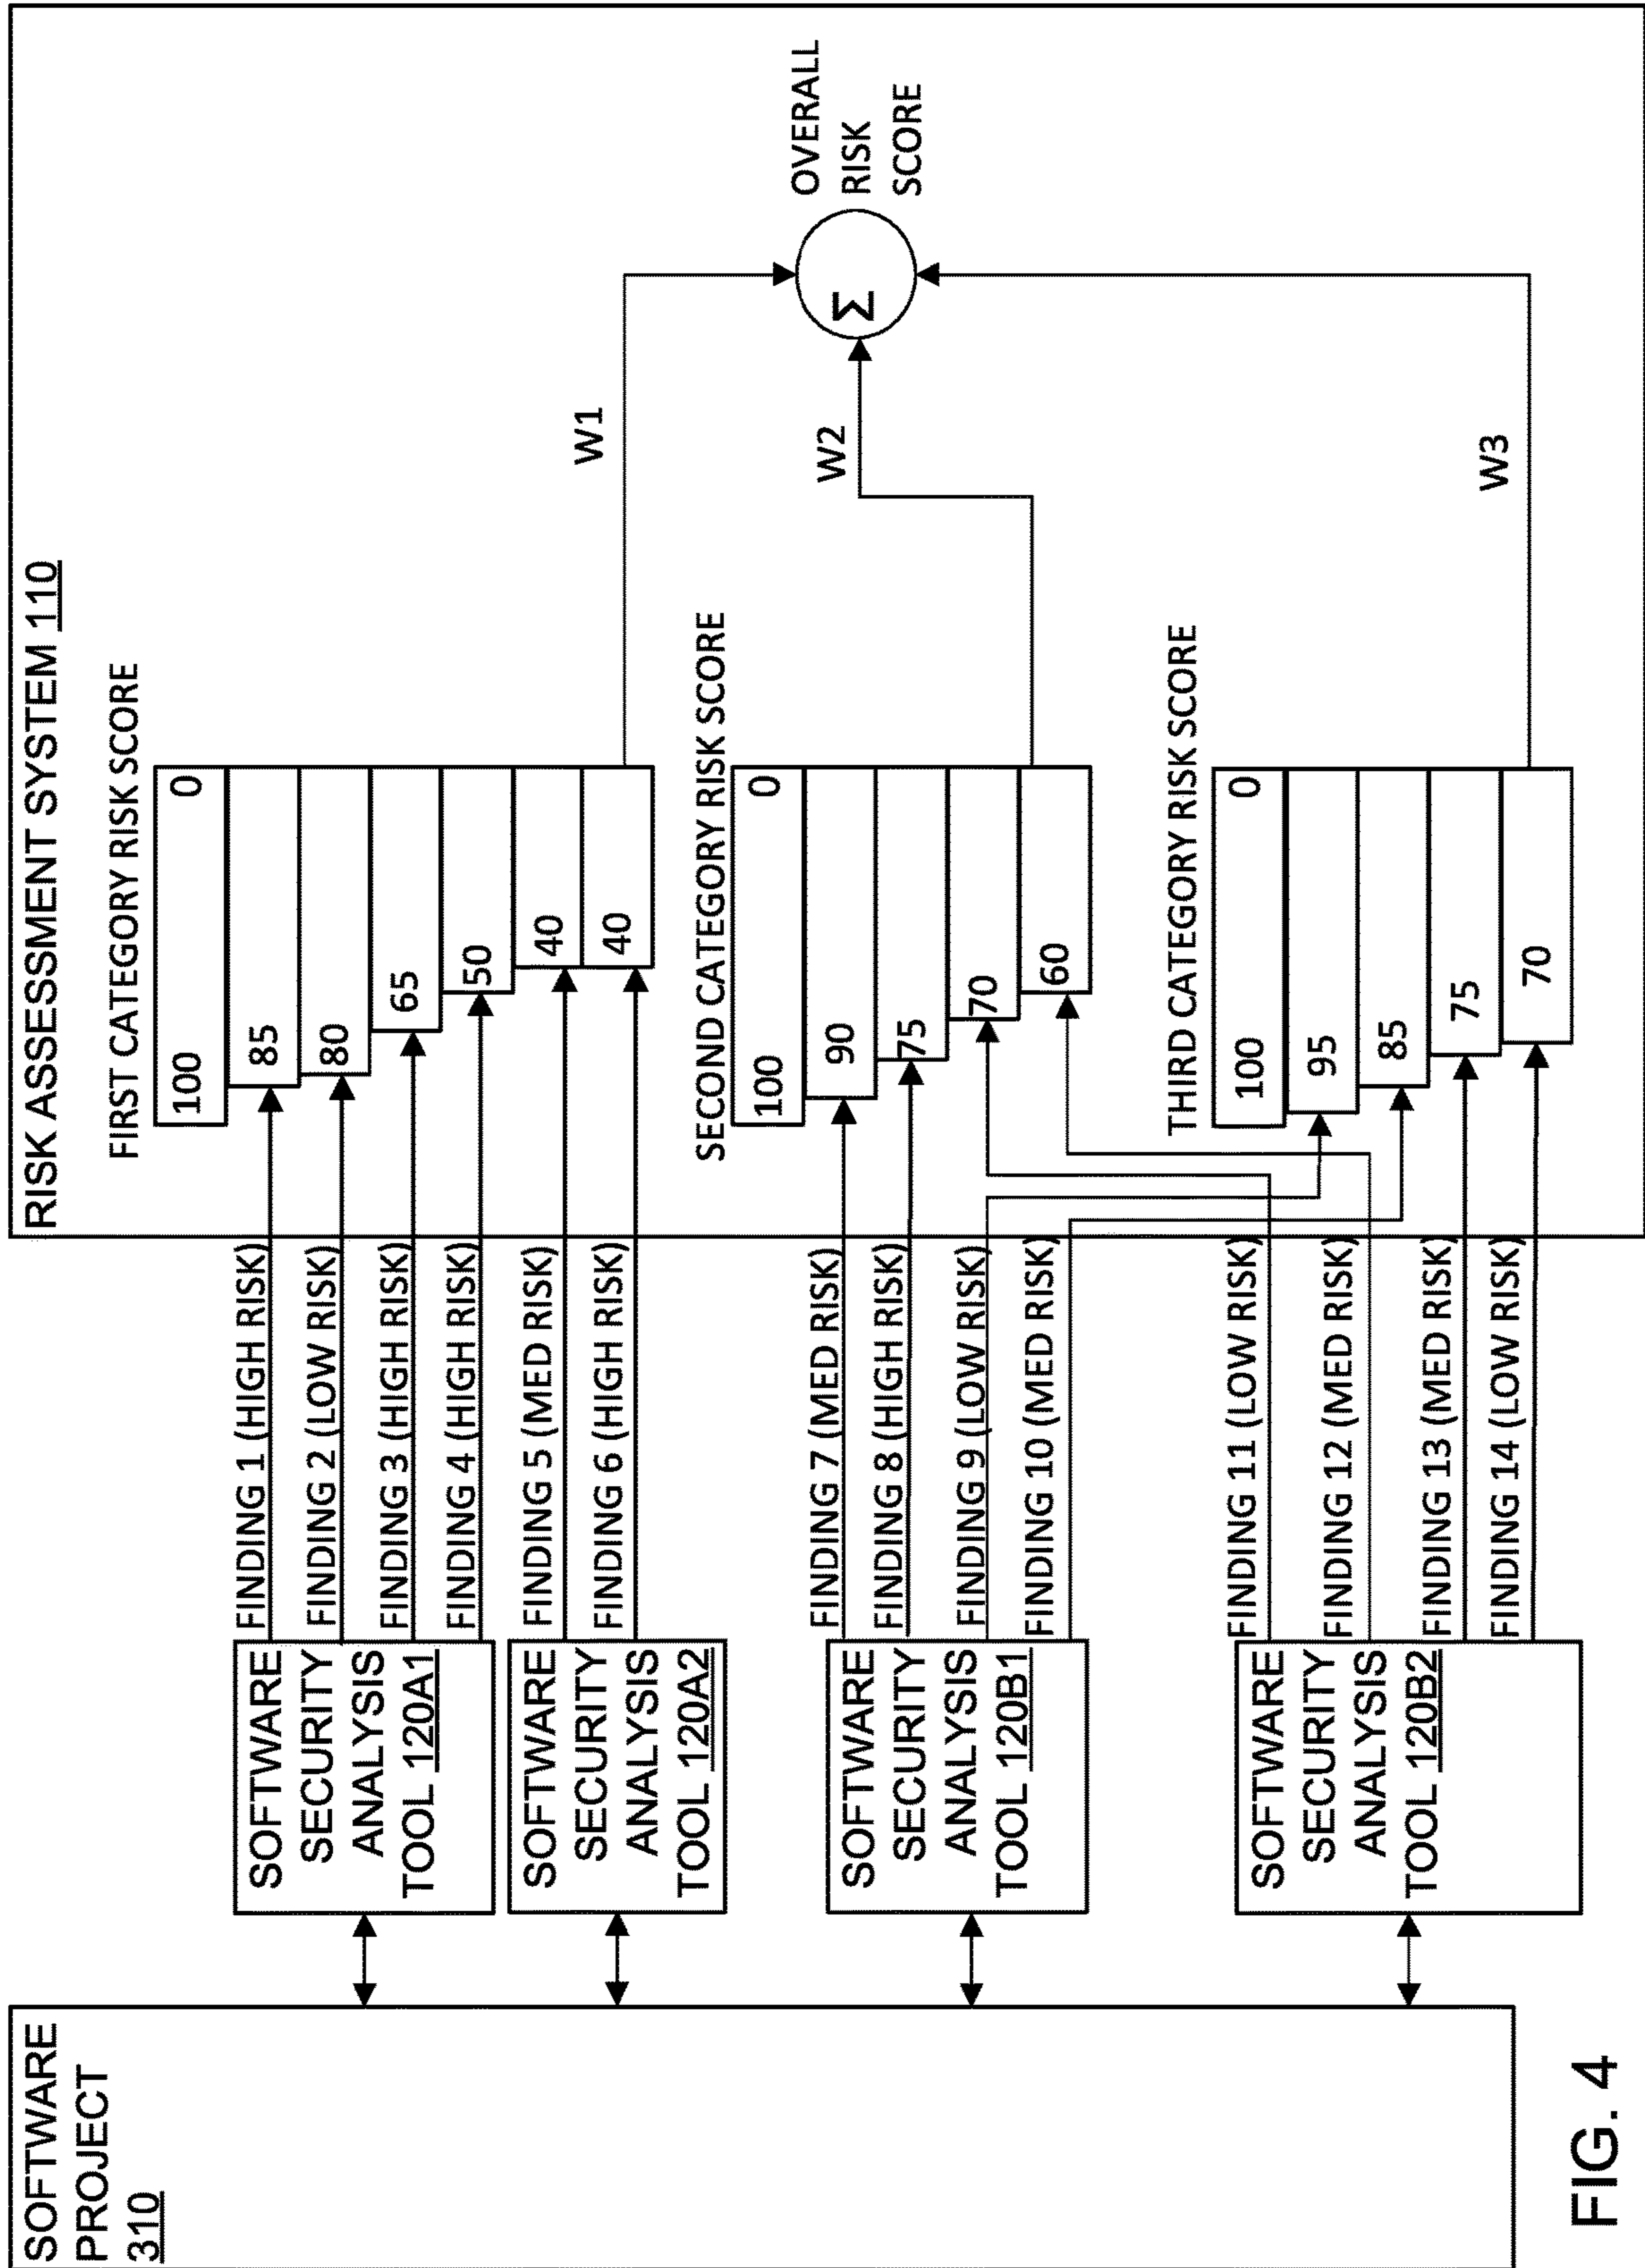 SOFTWARE
PROJECT
310
SOFTWARE
SECURITY
ANALYSIS
TOOL 120A1
SOFTWARE
SECURITY
ANALYSIS
TOOL 120A2
SOFTWARE
SECURITY
ANALYSIS
TOOL 120B1
SOFTWARE
SECURITY
ANALYSIS
TOOL 120B2
FINDING 1 (HIGH RISK)
FINDING 2 (LOW RISK)
FINDING 3 (HIGH RISK)
FINDING 4 (HIGH RISK)
FINDING 5 (MED RISK)
FINDING 6 (HIGH RISK)
FINDING 7 (MED RISK)
FINDING 8 (HIGH RISK)
FINDING 9 (LOW RISK)
FINDING 10 (MED RISK)
FINDING 11 (LOW RISK)
FINDING 12 (MED RISK)
FINDING 13 (MED RISK)
FINDING 14 (LOW RISK)
RISK ASSESSMENT SYSTEM 110
FIRST CATEGORY RISK SCORE
100 0
85
80
65
50
40
40
SECOND CATEGORY RISK SCORE
100 0
90
75
70
60
THIRD CATEGORY RISK SCORE
100 0
95
85
75
70
W1
W2
W3
Σ
OVERALL
RISK
SCORE
FIG. 4